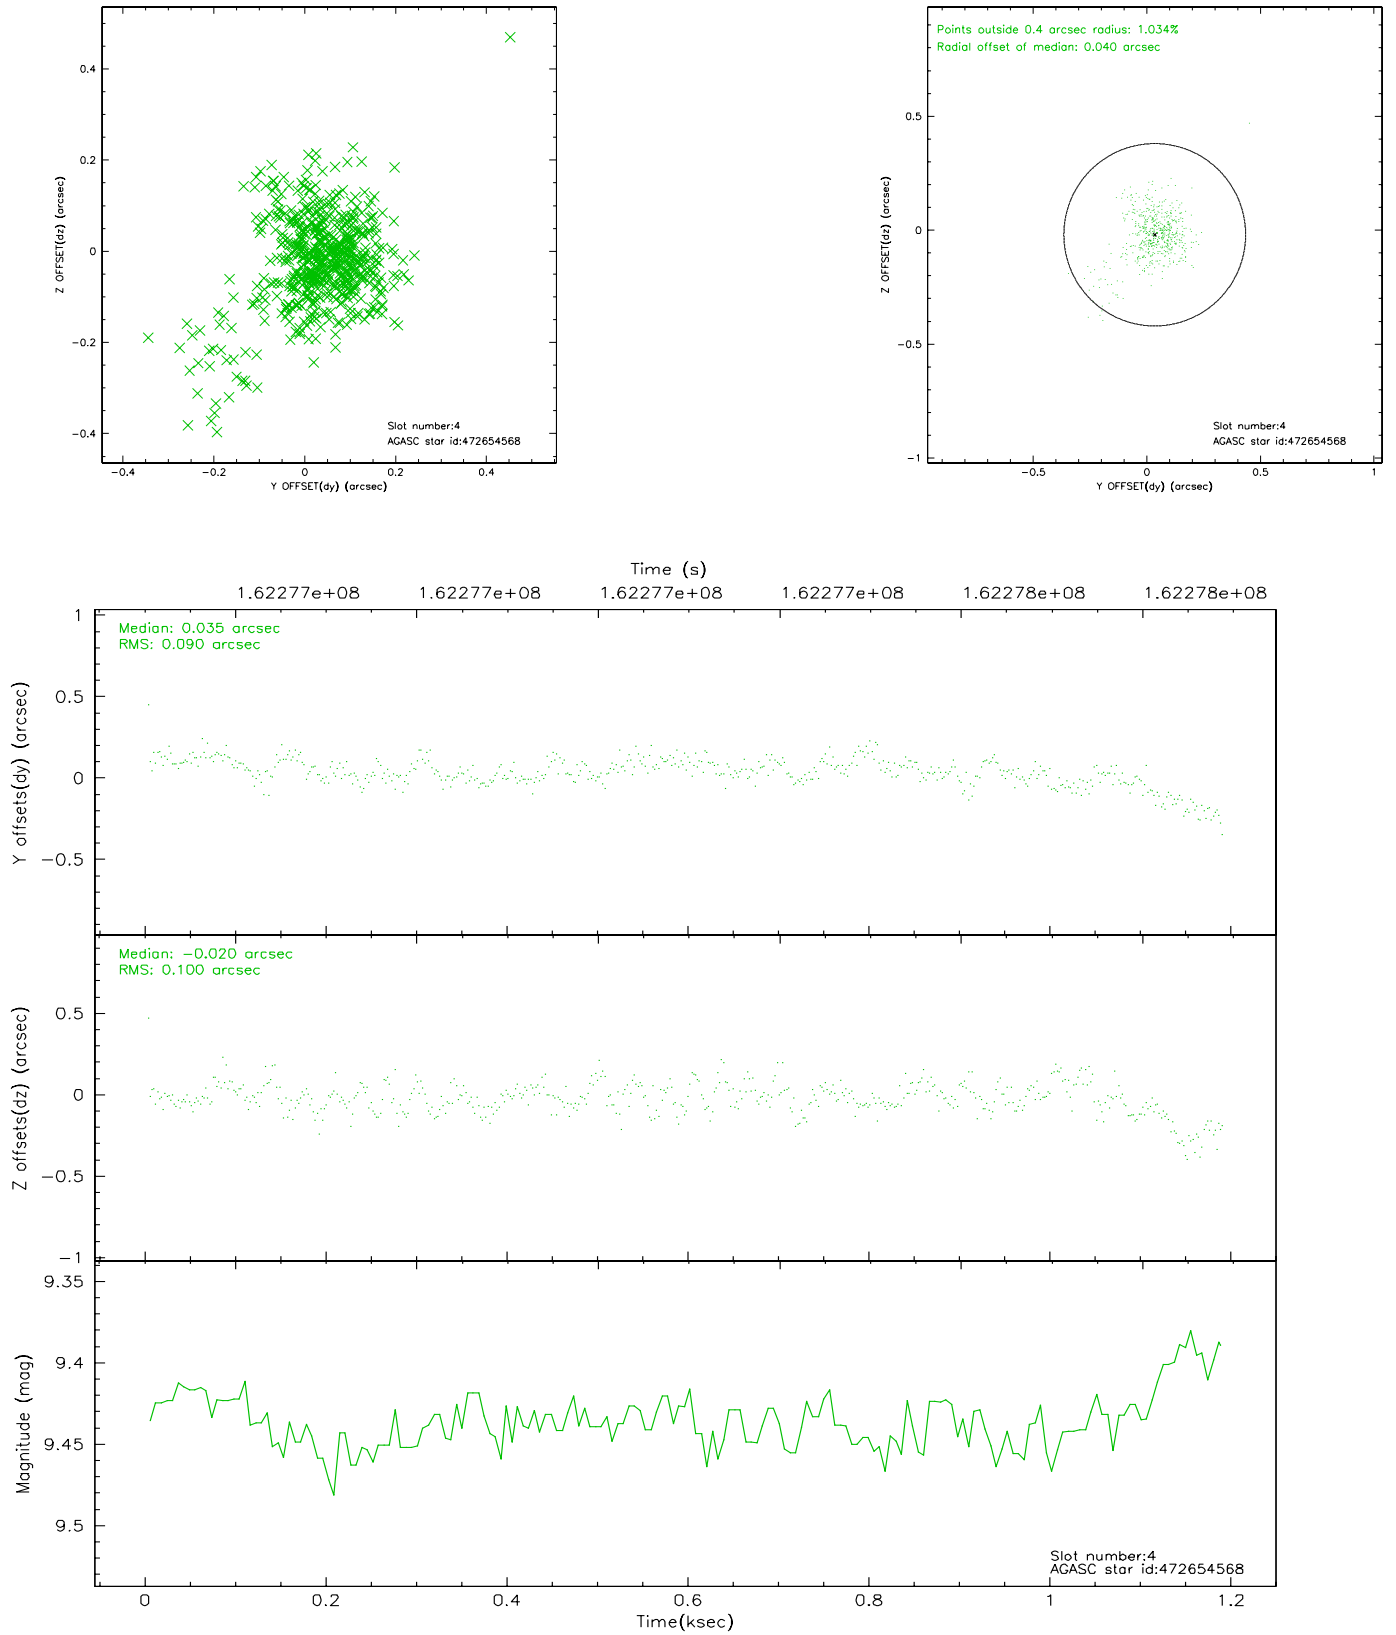 0.4
0.2
0
−0.2
−0.4
Z OFFSET(dz) (arcsec)
Slot number:4
AGASC star id:472654568
−0.4 −0.2 0 0.2 0.4
Y OFFSET(dy) (arcsec)
Points outside 0.4 arcsec radius: 1.034%
Radial offset of median: 0.040 arcsec
0.5
0
−0.5
−1
Z OFFSET(dz) (arcsec)
Slot number:4
AGASC star id:472654568
−0.5 0 0.5 1
Y OFFSET(dy) (arcsec)
Time (s)
1.62277e+08 1.62277e+08 1.62277e+08 1.62277e+08 1.62278e+08 1.62278e+08
1
0.5
0
−0.5
Y offsets(dy) (arcsec)
Median: 0.035 arcsec
RMS: 0.090 arcsec
0.5
0
−0.5
−1
Z offsets(dz) (arcsec)
Median: −0.020 arcsec
RMS: 0.100 arcsec
9.35
9.4
9.45
9.5
Magnitude (mag)
Slot number:4
AGASC star id:472654568
0 0.2 0.4 0.6 0.8 1 1.2
Time(ksec)